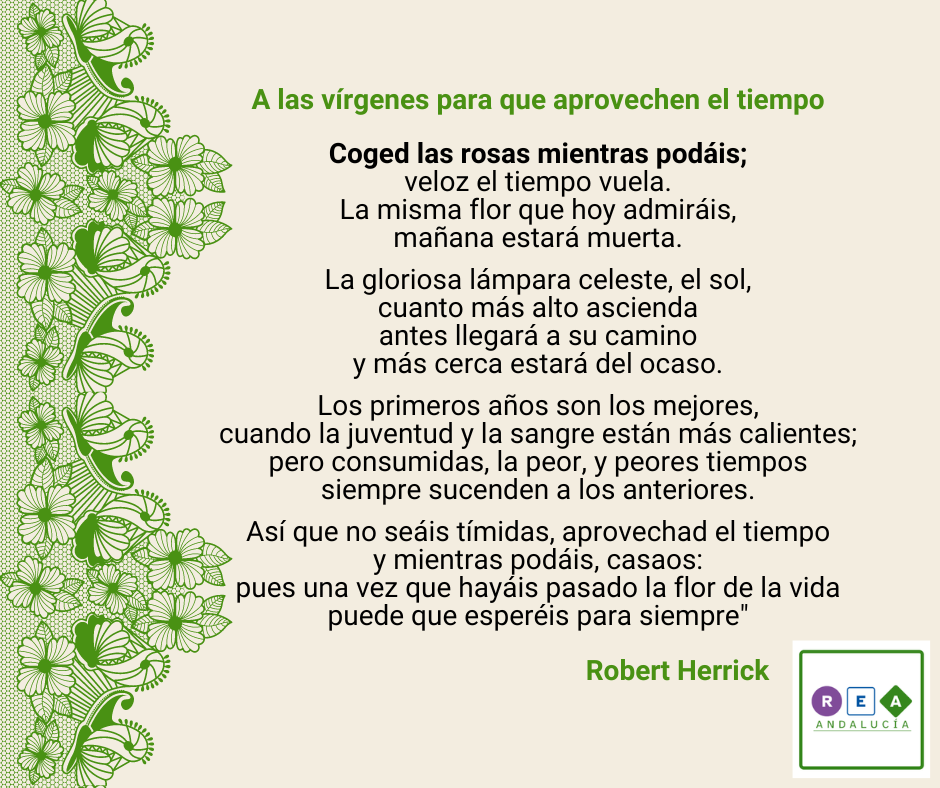 A las vírgenes para que aprovechen el tiempo
Coged las rosas mientras podáis;
veloz el tiempo vuela.
La misma flor que hoy admiráis,
mañana estará muerta.
La gloriosa lámpara celeste, el sol,
cuanto más alto ascienda
antes llegará a su camino
y más cerca estará del ocaso.
Los primeros años son los mejores,
cuando la juventud y la sangre están más calientes;
pero consumidas, la peor, y peores tiempos
siempre sucenden a los anteriores.
Así que no seáis tímidas, aprovechad el tiempo
y mientras podáis, casaos:
pues una vez que hayáis pasado la flor de la vida
puede que esperéis para siempre"
Robert Herrick
R E A
ANDALUCÍA